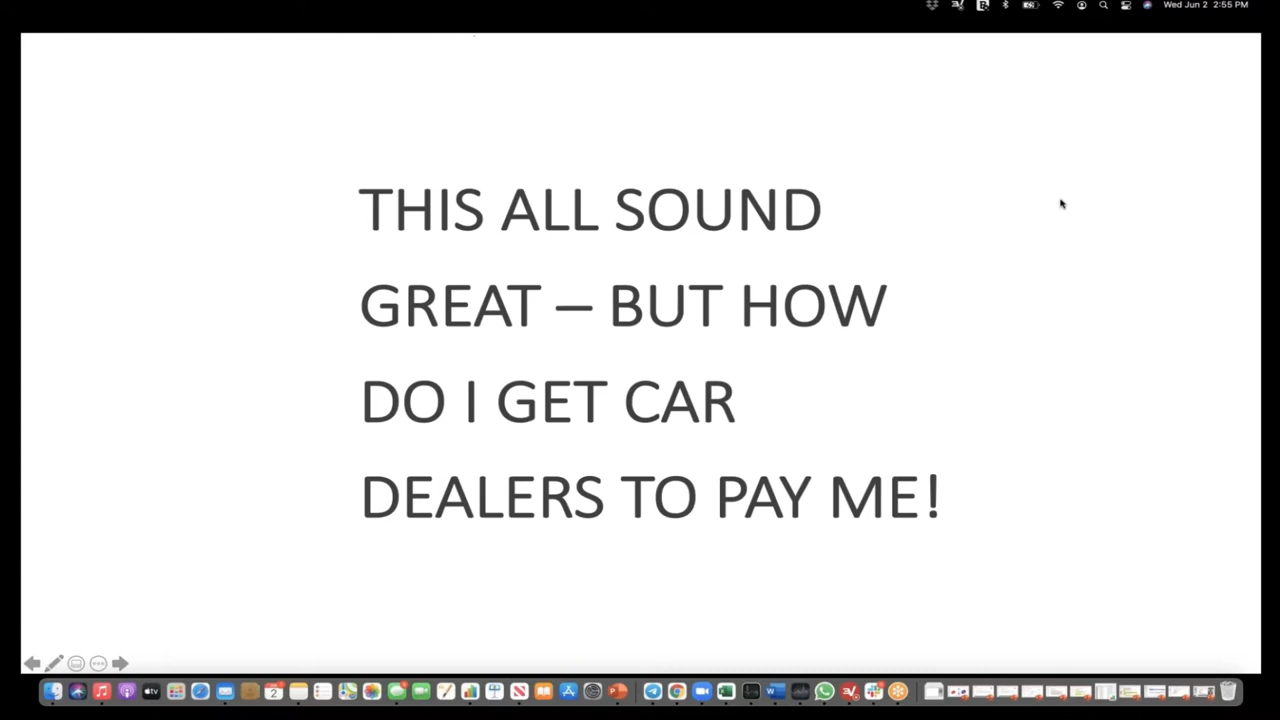 Wed Jun 2 2:55 PM
THIS ALL SOUND
GREAT – BUT HOW
DO I GET CAR
DEALERS TO PAY ME!